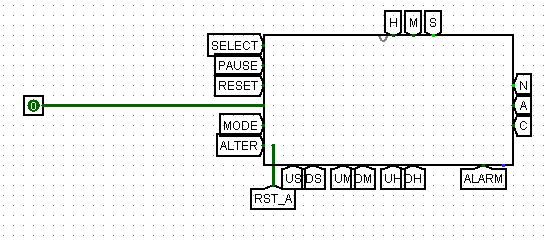 H M S
SELECT
PAUSE
RESET N
0 A
MODE C
ALTER
US DS UM DM UH DH ALARM
RST_A